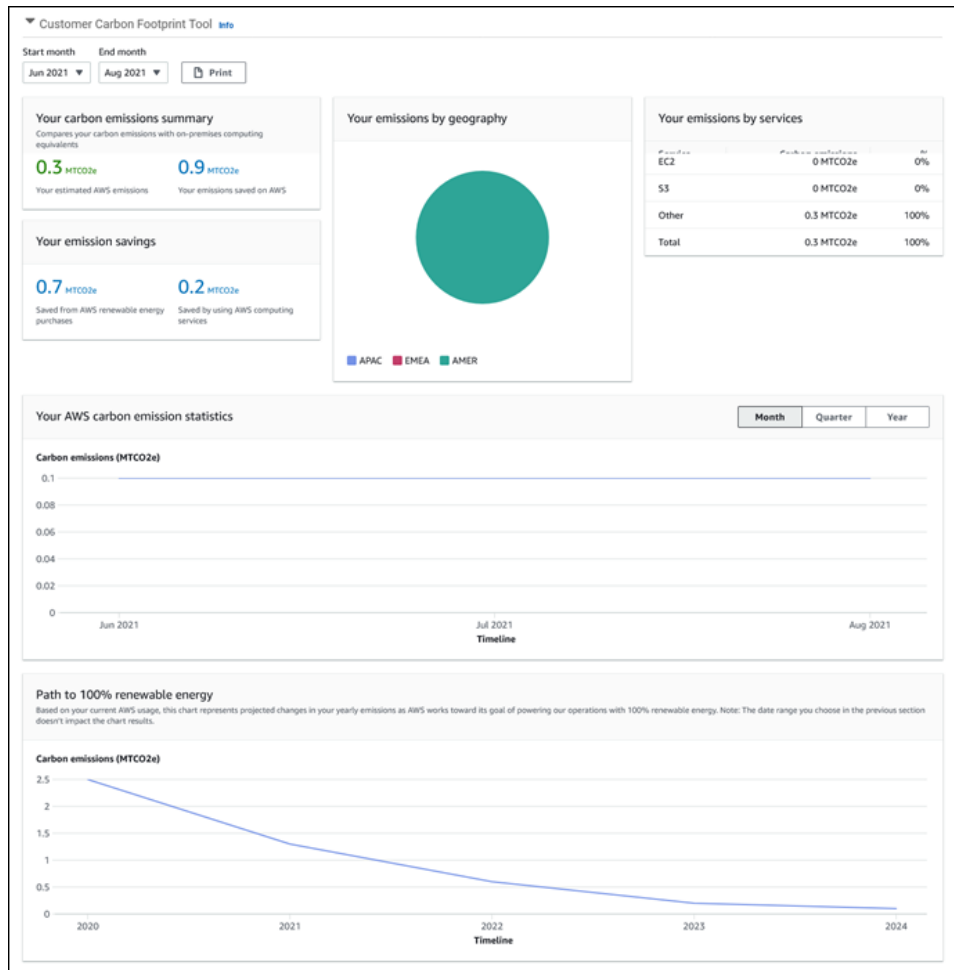 Customer Carbon Footprint Tool Info
Start month End month
Jun 2021 Aug 2021 Print
Your carbon emissions summary
Compares your carbon emissions with on-premises computing
equivalents
0.3 MTCO2e 0.9 MTCO2e
Your estimated AWS emissions Your emissions saved on AWS
Your emission savings
0.7 MTCO2e 0.2 MTCO2e
Saved from AWS renewable energy Saved by using AWS computing
purchases services
Your emissions by geography
APAC EMEA AMER
Your emissions by services
Service Carbon emissions %
EC2 0 MTCO2e 0%
S3 0 MTCO2e 0%
Other 0.3 MTCO2e 100%
Total 0.3 MTCO2e 100%
Your AWS carbon emission statistics
Month Quarter Year
Carbon emissions (MTCO2e)
0.1
0.08
0.06
0.04
0.02
0
Jun 2021 Jul 2021 Aug 2021
Timeline
Path to 100% renewable energy
Based on your current AWS usage, this chart represents projected changes in your yearly emissions as AWS works toward its goal of powering our operations with 100% renewable energy. Note: The date range you choose in the previous section
doesn't impact the chart results.
Carbon emissions (MTCO2e)
2.5
2
1.5
1
0.5
0
2020 2021 2022 2023 2024
Timeline